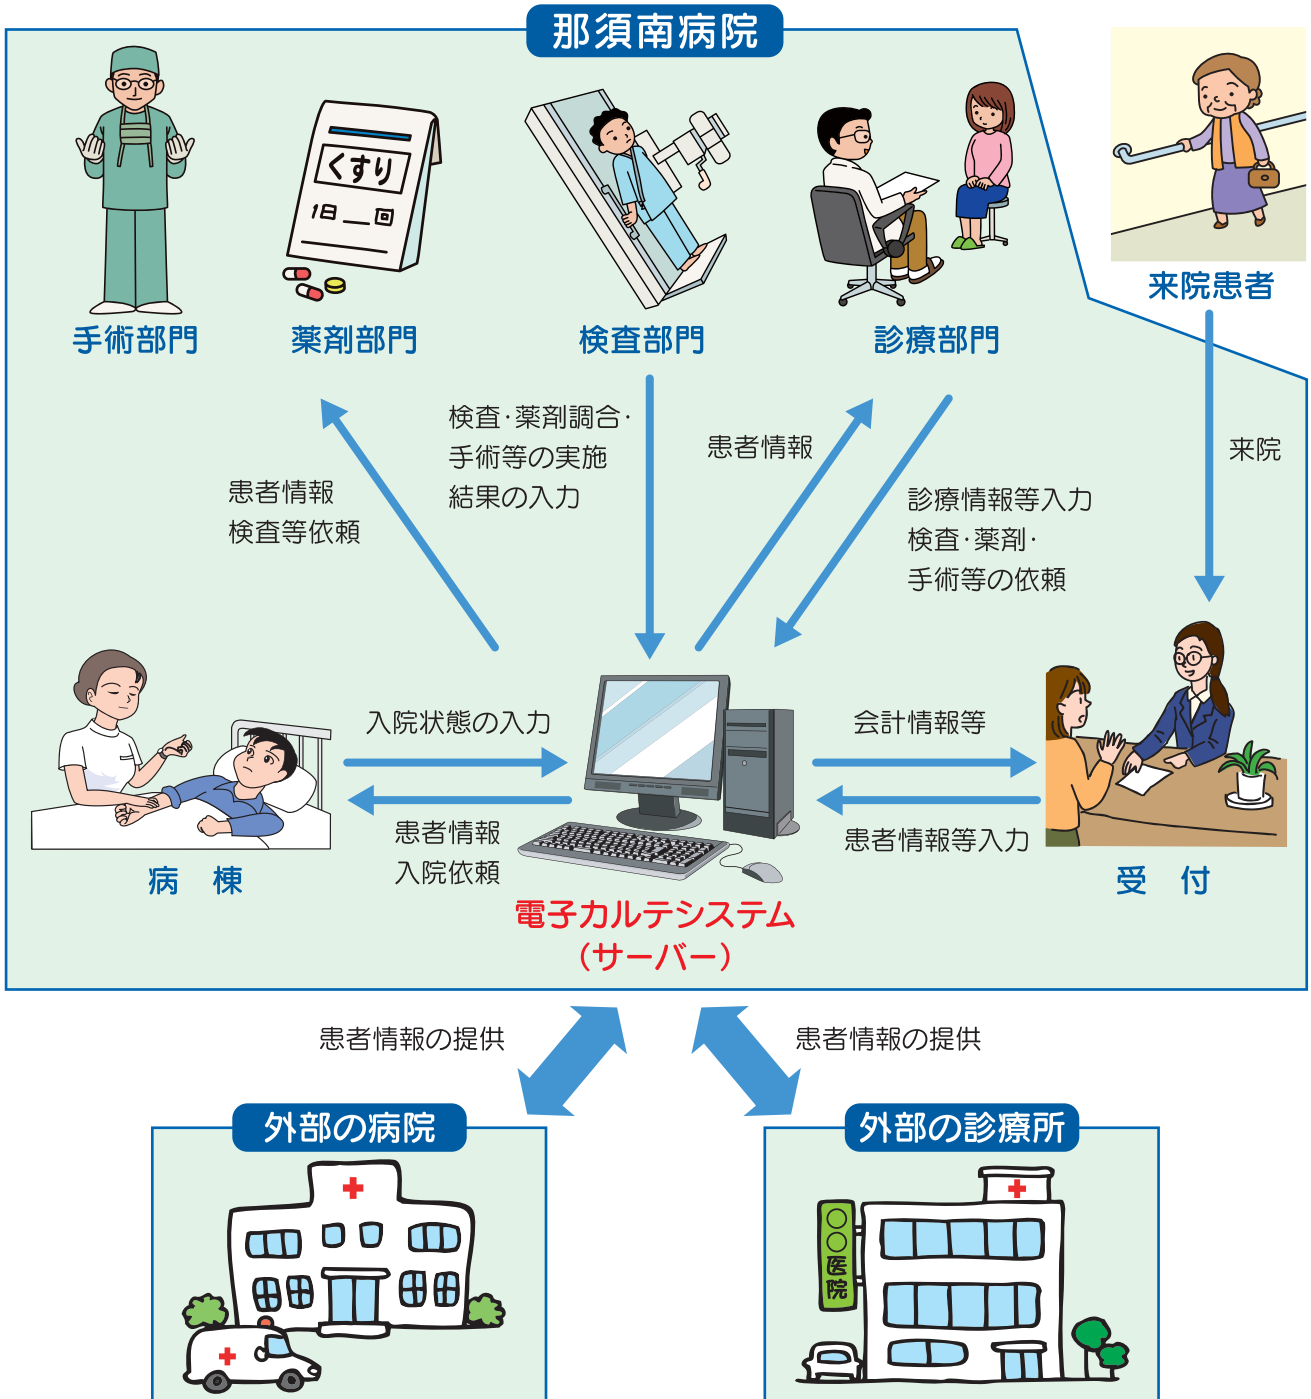 那須南病院
くすり
1日__回
手術部門
薬剤部門
検査部門
診療部門
来院患者
患者情報
検査等依頼
検査・薬剤調合・
手術等の実施
結果の入力
患者情報
診療情報等入力
検査・薬剤・
手術等の依頼
来院
入院状態の入力
患者情報
入院依頼
会計情報等
患者情報等入力
病　棟
電子カルテシステム
（サーバー）
受　付
患者情報の提供
患者情報の提供
外部の病院
外部の診療所
○○医院